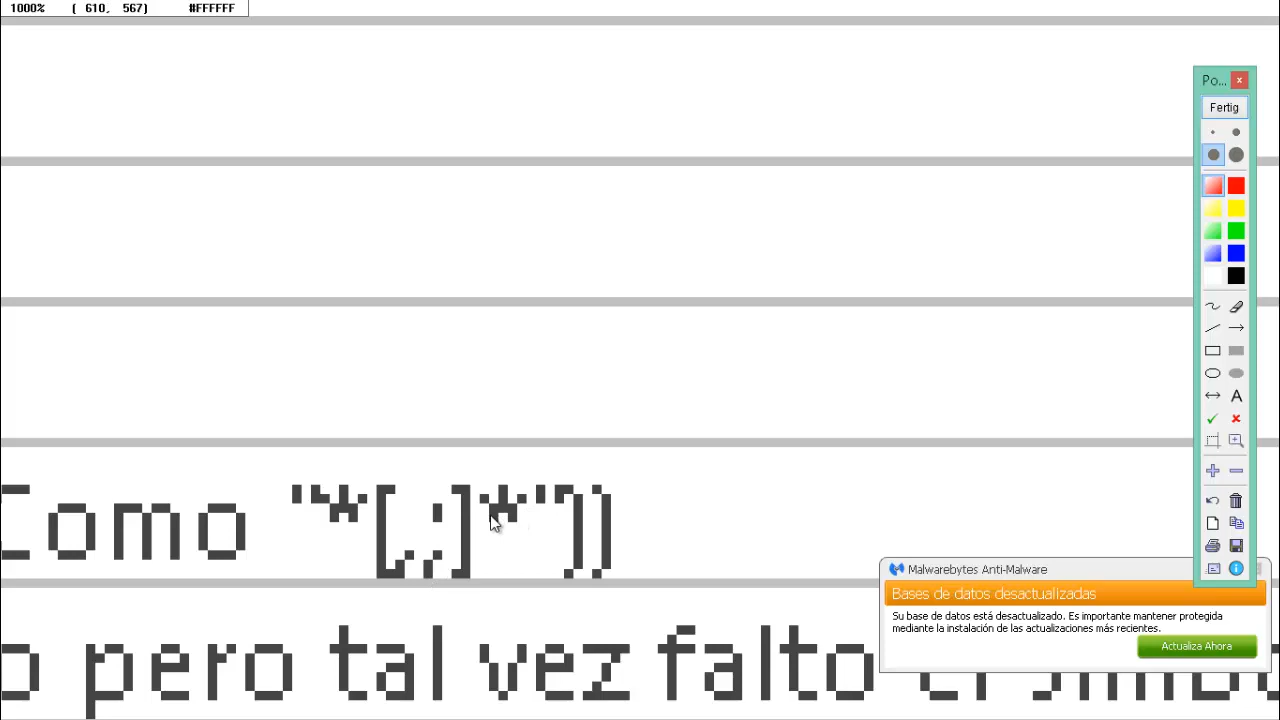 1000% ( 610, 567) #FFFFFF
Po...
Fertig
Como '"*[,;]*'"))
Malwarebytes Anti-Malware
Bases de datos desactualizadas
Su base de datos está desactualizado. Es importante mantener protegida
mediante la instalación de las actualizaciones más recientes.
Actualiza Ahora
o pero tal vez falto